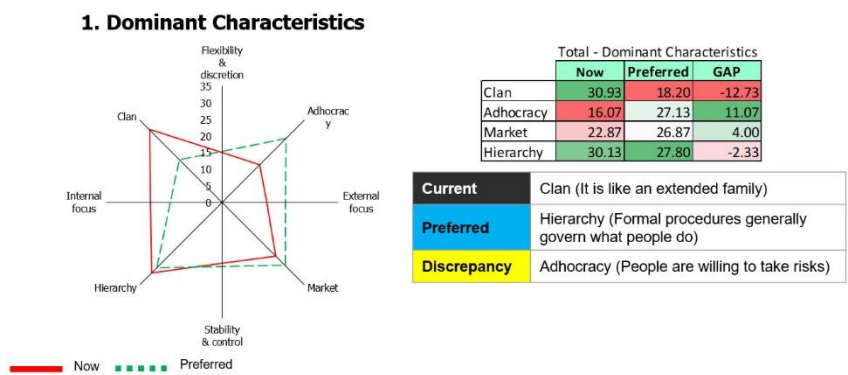 1. Dominant Characteristics
Flexibility
&
discretion
35
30
25
20
15
10
5
0
Clan
Adhocrac
y
Internal
focus
External
focus
Hierarchy
Market
Stability
& control
Now
Preferred
Total - Dominant Characteristics
Now Preferred GAP
Clan 30.93 18.20 -12.73
Adhocracy 16.07 27.13 11.07
Market 22.87 26.87 4.00
Hierarchy 30.13 27.80 -2.33
Current Clan (It is like an extended family)
Preferred Hierarchy (Formal procedures generally
govern what people do)
Discrepancy Adhocracy (People are willing to take risks)